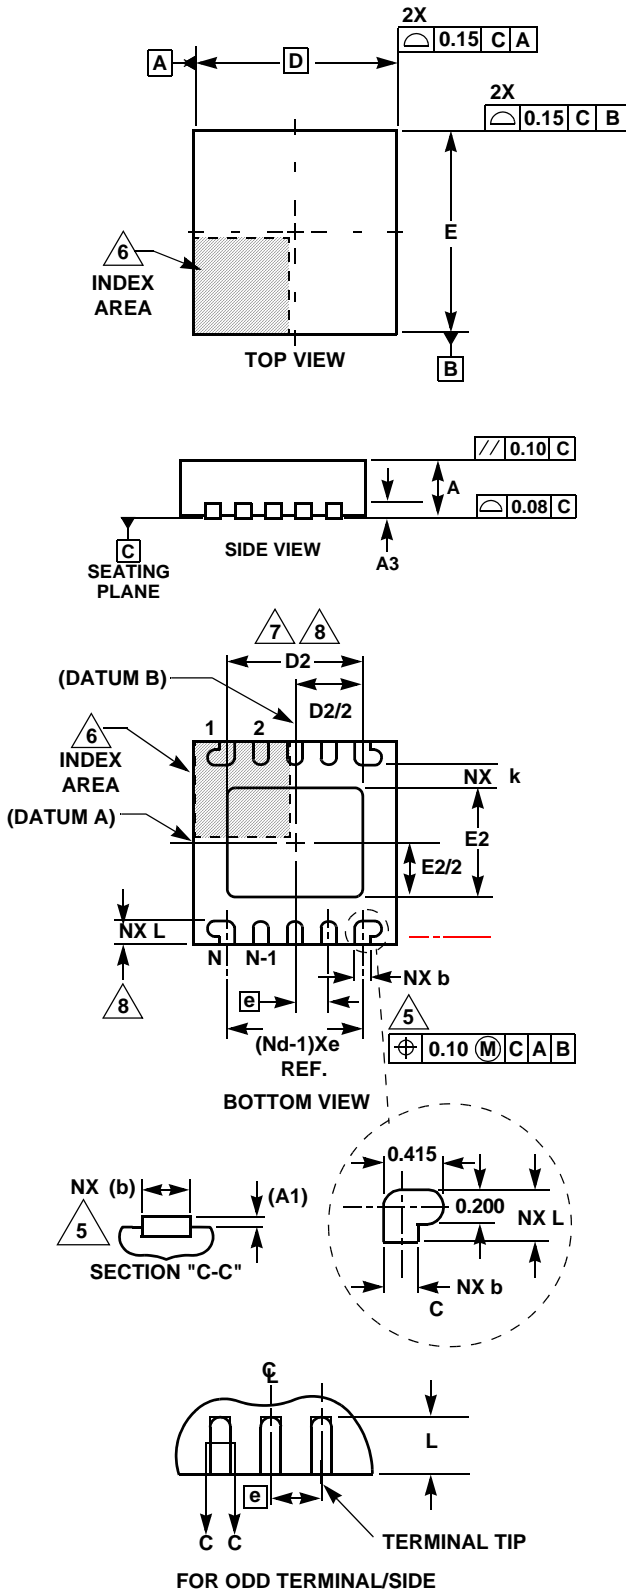 2X
0.15 C A
A
D
2X
0.15 C B
6
INDEX
AREA
E
TOP VIEW
B
// 0.10 C
A
0.08 C
C
SEATING
PLANE
SIDE VIEW
A3
7 8
D2
(DATUM B)
D2/2
6
INDEX
AREA
1 2
NX k
(DATUM A)
E2
E2/2
NX L
N N-1
NX b
8
e
5
(Nd-1)Xe
REF.
0.10 M C A B
BOTTOM VIEW
0.415
NX (b)
(A1)
0.200
NX L
5
SECTION "C-C"
NX b
C
CL
L
e
C C
TERMINAL TIP
FOR ODD TERMINAL/SIDE